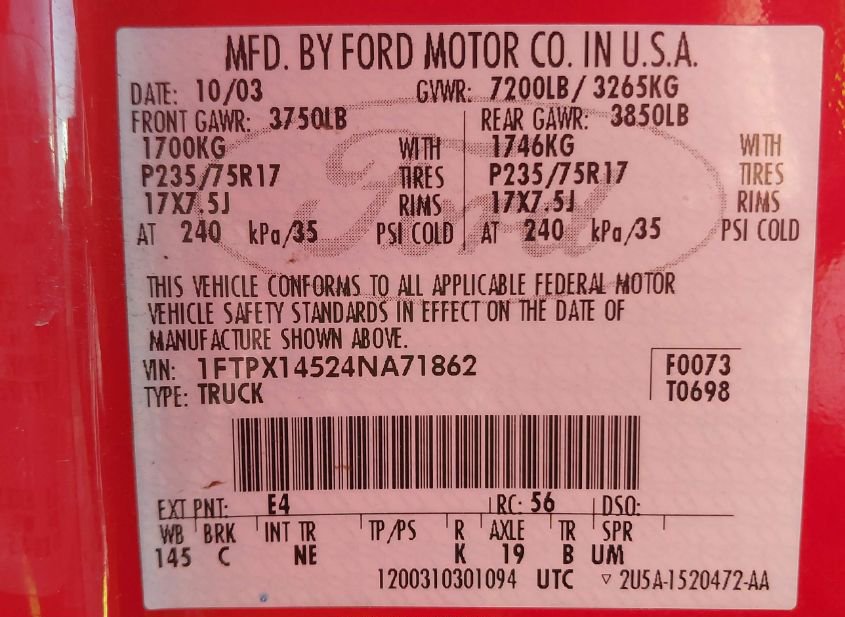 MFD. BY FORD MOTOR CO. IN U.S.A.
DATE: 10/03 GVWR: 7200LB/ 3265KG
FRONT GAWR: 3750LB REAR GAWR: 3850LB
1700KG WITH 1746KG WITH
P235/75R17 TIRES P235/75R17 TIRES
17X7.5J RIMS 17X7.5J RIMS
AT 240 kPa/35 PSI COLD AT 240 kPa/35 PSI COLD
Ford
THIS VEHICLE CONFORMS TO ALL APPLICABLE FEDERAL MOTOR
VEHICLE SAFETY STANDARDS IN EFFECT ON THE DATE OF
MANUFACTURE SHOWN ABOVE.
VIN: 1FTPX14524NA71862 F0073
TYPE: TRUCK T0698
EXT PNT: E4 RC: 56 DSO:
WB BRK INT TR TP/PS R AXLE TR SPR
145 C NE K 19 B UM
1200310301094 UTC ▽ 2U5A-1520472-AA